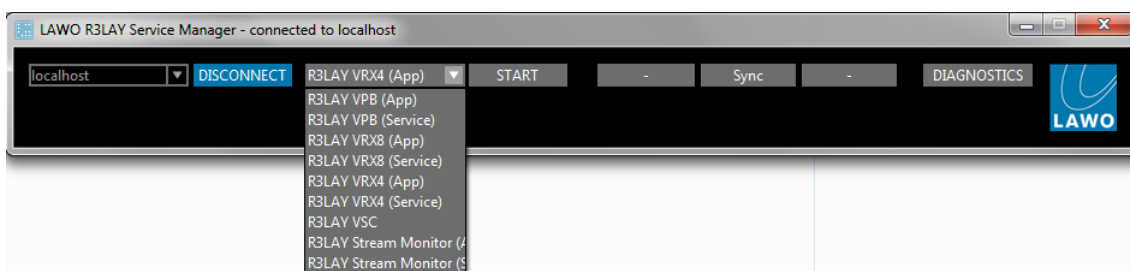 LAWO R3LAY Service Manager - connected to localhost
localhost DISCONNECT R3LAY VRX4 (App) START - Sync - DIAGNOSTICS
LAWO
R3LAY VPB (App)
R3LAY VPB (Service)
R3LAY VRX8 (App)
R3LAY VRX8 (Service)
R3LAY VRX4 (App)
R3LAY VRX4 (Service)
R3LAY VSC
R3LAY Stream Monitor (A
R3LAY Stream Monitor (S